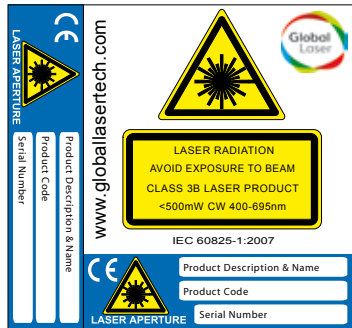 LASER APERTURE
CE
Product Description & Name
Product Code
Serial Number
www.globallasertech.com
Global
Laser
LASER RADIATION
AVOID EXPOSURE TO BEAM
CLASS 3B LASER PRODUCT
<500mW CW 400-695nm
IEC 60825-1:2007
CE
LASER APERTURE
Product Description & Name
Product Code
Serial Number